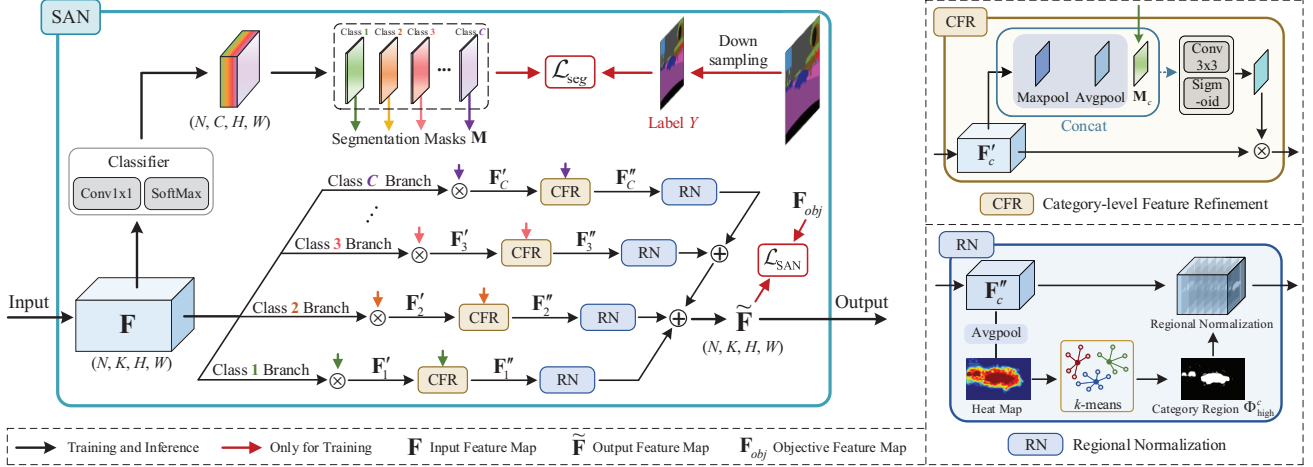 SAN
(N, C, H, W)
Class 1
Class 2
Class 3
...
Class C
Segmentation Masks M
ℒseg
Label Y
Down
sampling
Classifier
Conv1x1
SoftMax
Input
F
(N, K, H, W)
Class C Branch
⊗
F′C
CFR
F″C
RN
⋮
Class 3 Branch
⊗
F′3
CFR
F″3
RN
⊕
Class 2 Branch
⊗
F′2
CFR
F″2
RN
⊕
Class 1 Branch
⊗
F′1
CFR
F″1
RN
Fobj
ℒSAN
F̃
(N, K, H, W)
Output
CFR
Maxpool
Avgpool
Mc
Concat
Conv
3x3
Sigm
-oid
F′c
⊗
CFR
Category-level Feature Refinement
RN
F″c
Avgpool
Heat Map
k-means
Regional Normalization
Category Region Φchigh
RN
Regional Normalization
Training and Inference
Only for Training
F Input Feature Map
F̃ Output Feature Map
Fobj Objective Feature Map